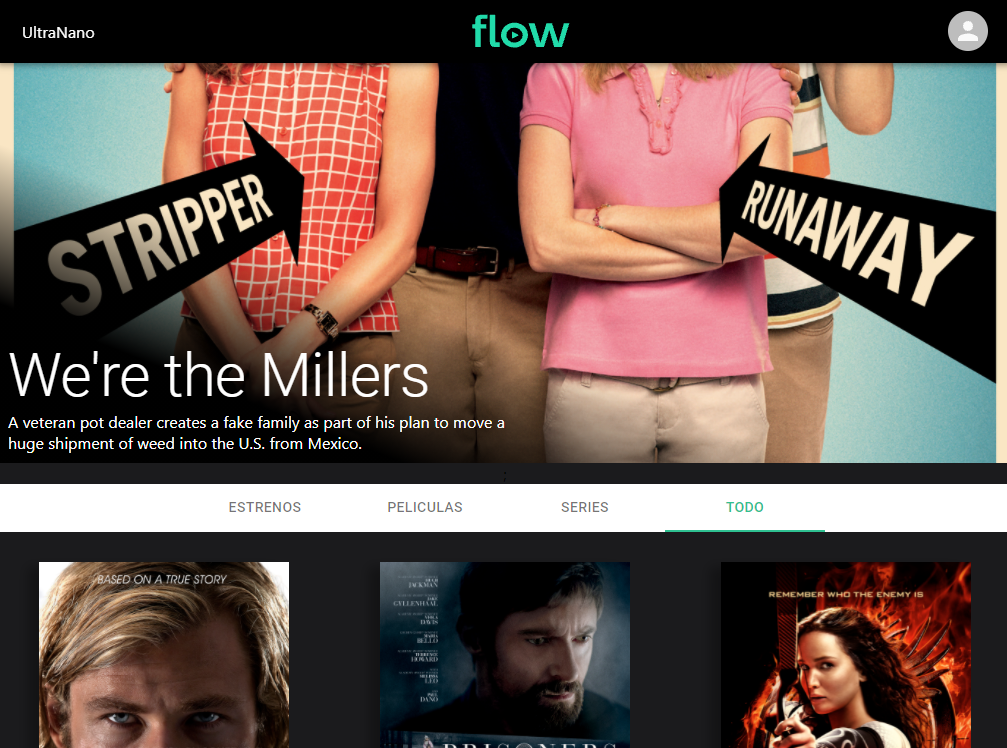 UltraNano
flow
STRIPPER
RUNAWAY
We're the Millers
A veteran pot dealer creates a fake family as part of his plan to move a
huge shipment of weed into the U.S. from Mexico.
;
ESTRENOS
PELICULAS
SERIES
TODO
BASED ON A TRUE STORY
HUGH
JACKMAN
JAKE
GYLLENHAAL
VIOLA
DAVIS
MARIA
BELLO
TERRENCE
HOWARD
MELISSA
LEO
PAUL
DANO
PRISONERS
REMEMBER WHO THE ENEMY IS